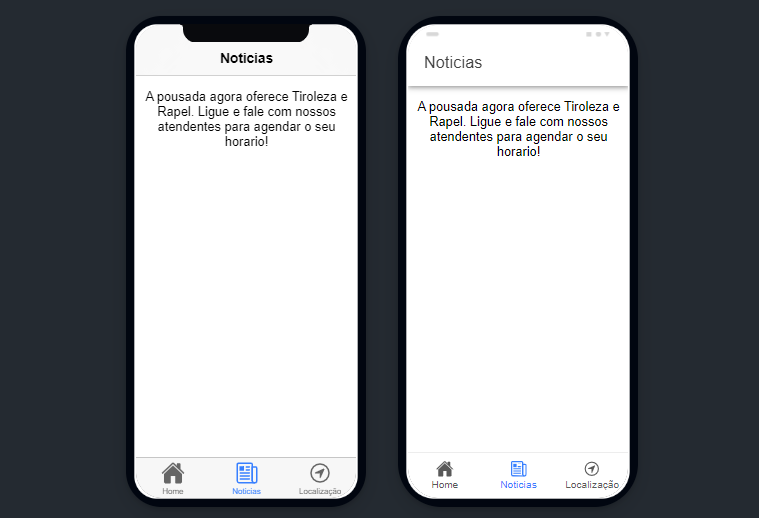 Noticias
A pousada agora oferece Tiroleza e
Rapel. Ligue e fale com nossos
atendentes para agendar o seu
horario!
Home
Noticias
Localização
Noticias
A pousada agora oferece Tiroleza e
Rapel. Ligue e fale com nossos
atendentes para agendar o seu
horario!
Home
Noticias
Localização